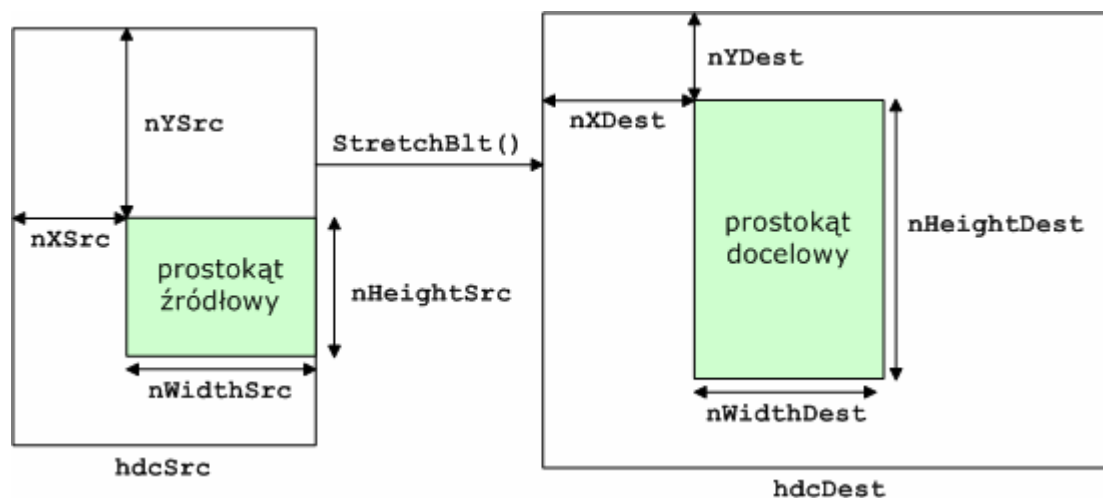 nYSrc
nXSrc
prostokąt
źródłowy
nHeightSrc
nWidthSrc
hdcSrc
StretchBlt()
nYDest
nXDest
prostokąt
docelowy
nHeightDest
nWidthDest
hdcDest